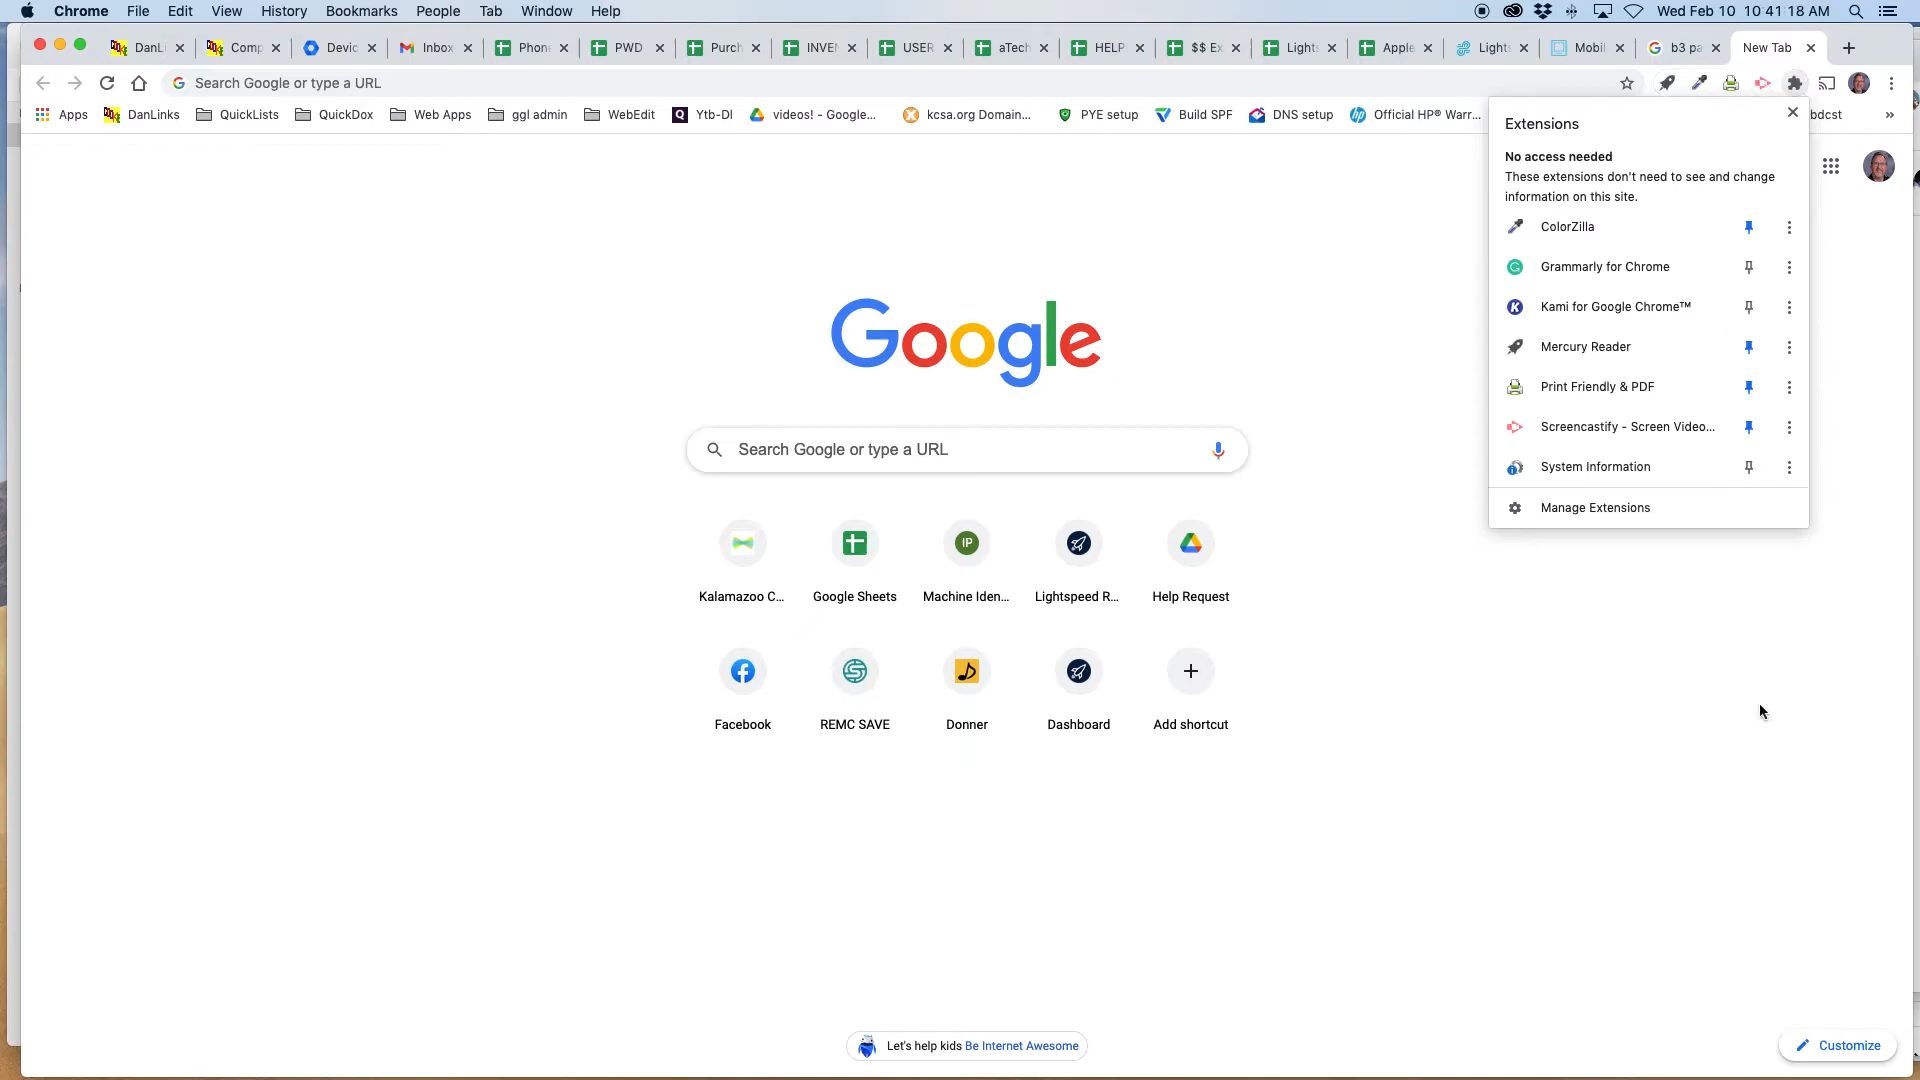 Chrome File Edit View History Bookmarks People Tab Window Help Wed Feb 10 10:41:18 AM
DanLi Comp Devic Inbox Phon PWD Purch INVEN USER aTech HELP $$ Ex Lights Apple Lights Mobil b3 pa New Tab
Search Google or type a URL
Apps DanLinks QuickLists QuickDox Web Apps ggl admin WebEdit Ytb-Dl videos! - Google... kcsa.org Domain... PYE setup Build SPF DNS setup Official HP® Warr... bdcst »
Extensions
No access needed
These extensions don't need to see and change
information on this site.
ColorZilla
Grammarly for Chrome
Kami for Google Chrome™
Mercury Reader
Print Friendly & PDF
Screencastify - Screen Video...
System Information
Manage Extensions
Google
Search Google or type a URL
IP
Kalamazoo C... Google Sheets Machine Iden... Lightspeed R... Help Request
Facebook REMC SAVE Donner Dashboard Add shortcut
Let's help kids Be Internet Awesome
Customize